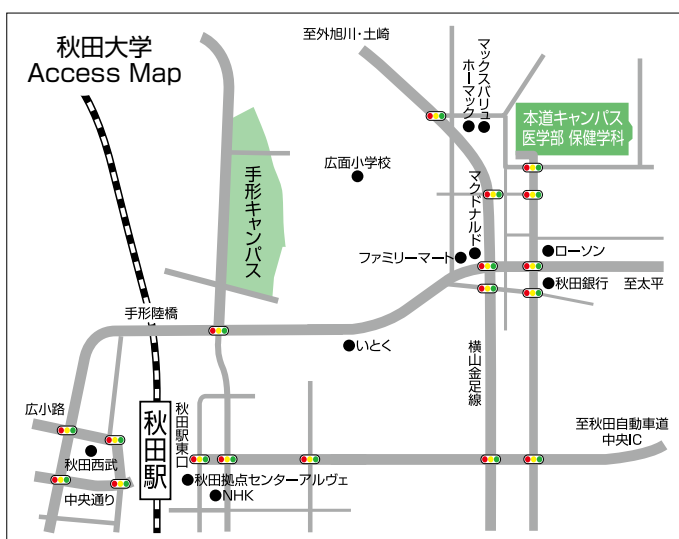 秋田大学
Access Map
至外旭川・土崎
マックスバリュ
ホーマック
本道キャンパス
医学部 保健学科
手形キャンパス
広面小学校
マクドナルド
ファミリーマート
ローソン
秋田銀行
至太平
手形陸橋
いとく
横山金足線
広小路
秋田西武
中央通り
秋田駅
秋田駅東口
秋田拠点センターアルヴェ
NHK
至秋田自動車道
中央IC